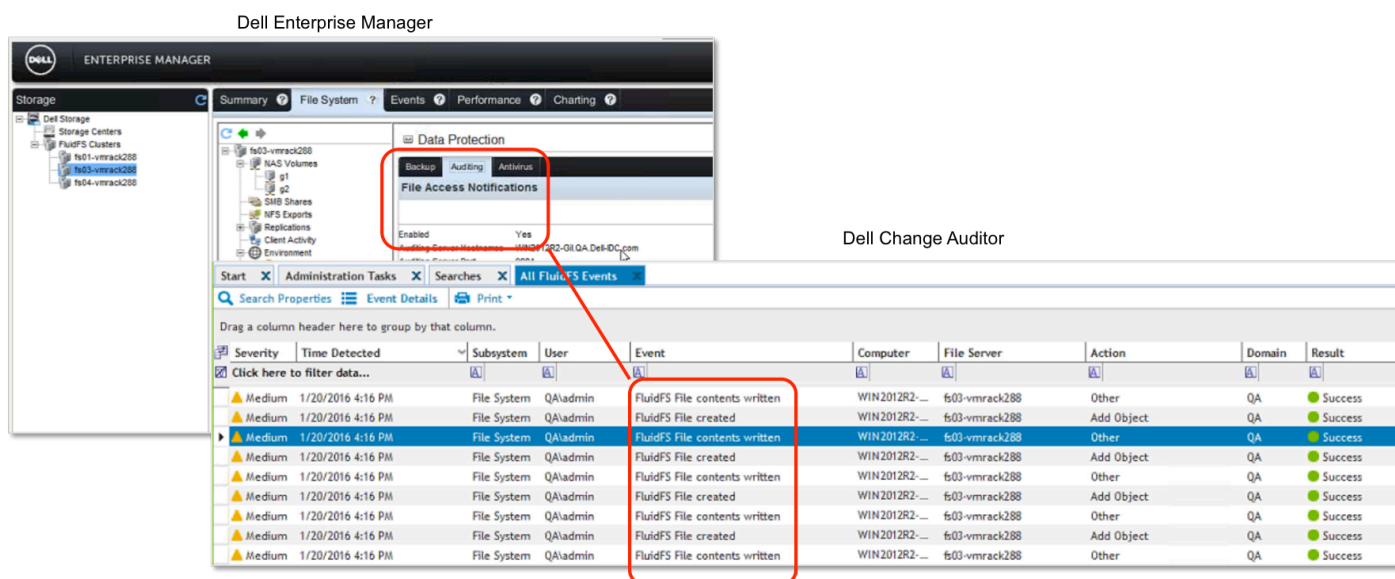 Dell Enterprise Manager
DELL ENTERPRISE MANAGER
Storage
Dell Storage
Storage Centers
FluidFS Clusters
fs01-vmrack288
fs03-vmrack288
fs04-vmrack288
Summary ? File System ? Events ? Performance ? Charting ?
fs03-vmrack288
NAS Volumes
g1
g2
SMB Shares
NFS Exports
Replications
Client Activity
Environment
Data Protection
Backup Auditing Antivirus
File Access Notifications
Enabled Yes
Auditing Server Hostnames WIN2012R2-Gil.QA.Dell-IDC.com
Auditing Server Port
Dell Change Auditor
Start X Administration Tasks X Searches X All FluidFS Events X
Search Properties Event Details Print
Drag a column header here to group by that column.
Severity Time Detected Subsystem User Event Computer File Server Action Domain Result
Click here to filter data... A A A A A A A A
Medium 1/20/2016 4:16 PM File System QA\admin FluidFS File contents written WIN2012R2-... fs03-vmrack288 Other QA Success
Medium 1/20/2016 4:16 PM File System QA\admin FluidFS File created WIN2012R2-... fs03-vmrack288 Add Object QA Success
Medium 1/20/2016 4:16 PM File System QA\admin FluidFS File contents written WIN2012R2-... fs03-vmrack288 Other QA Success
Medium 1/20/2016 4:16 PM File System QA\admin FluidFS File created WIN2012R2-... fs03-vmrack288 Add Object QA Success
Medium 1/20/2016 4:16 PM File System QA\admin FluidFS File contents written WIN2012R2-... fs03-vmrack288 Other QA Success
Medium 1/20/2016 4:16 PM File System QA\admin FluidFS File created WIN2012R2-... fs03-vmrack288 Add Object QA Success
Medium 1/20/2016 4:16 PM File System QA\admin FluidFS File contents written WIN2012R2-... fs03-vmrack288 Other QA Success
Medium 1/20/2016 4:16 PM File System QA\admin FluidFS File created WIN2012R2-... fs03-vmrack288 Add Object QA Success
Medium 1/20/2016 4:16 PM File System QA\admin FluidFS File contents written WIN2012R2-... fs03-vmrack288 Other QA Success